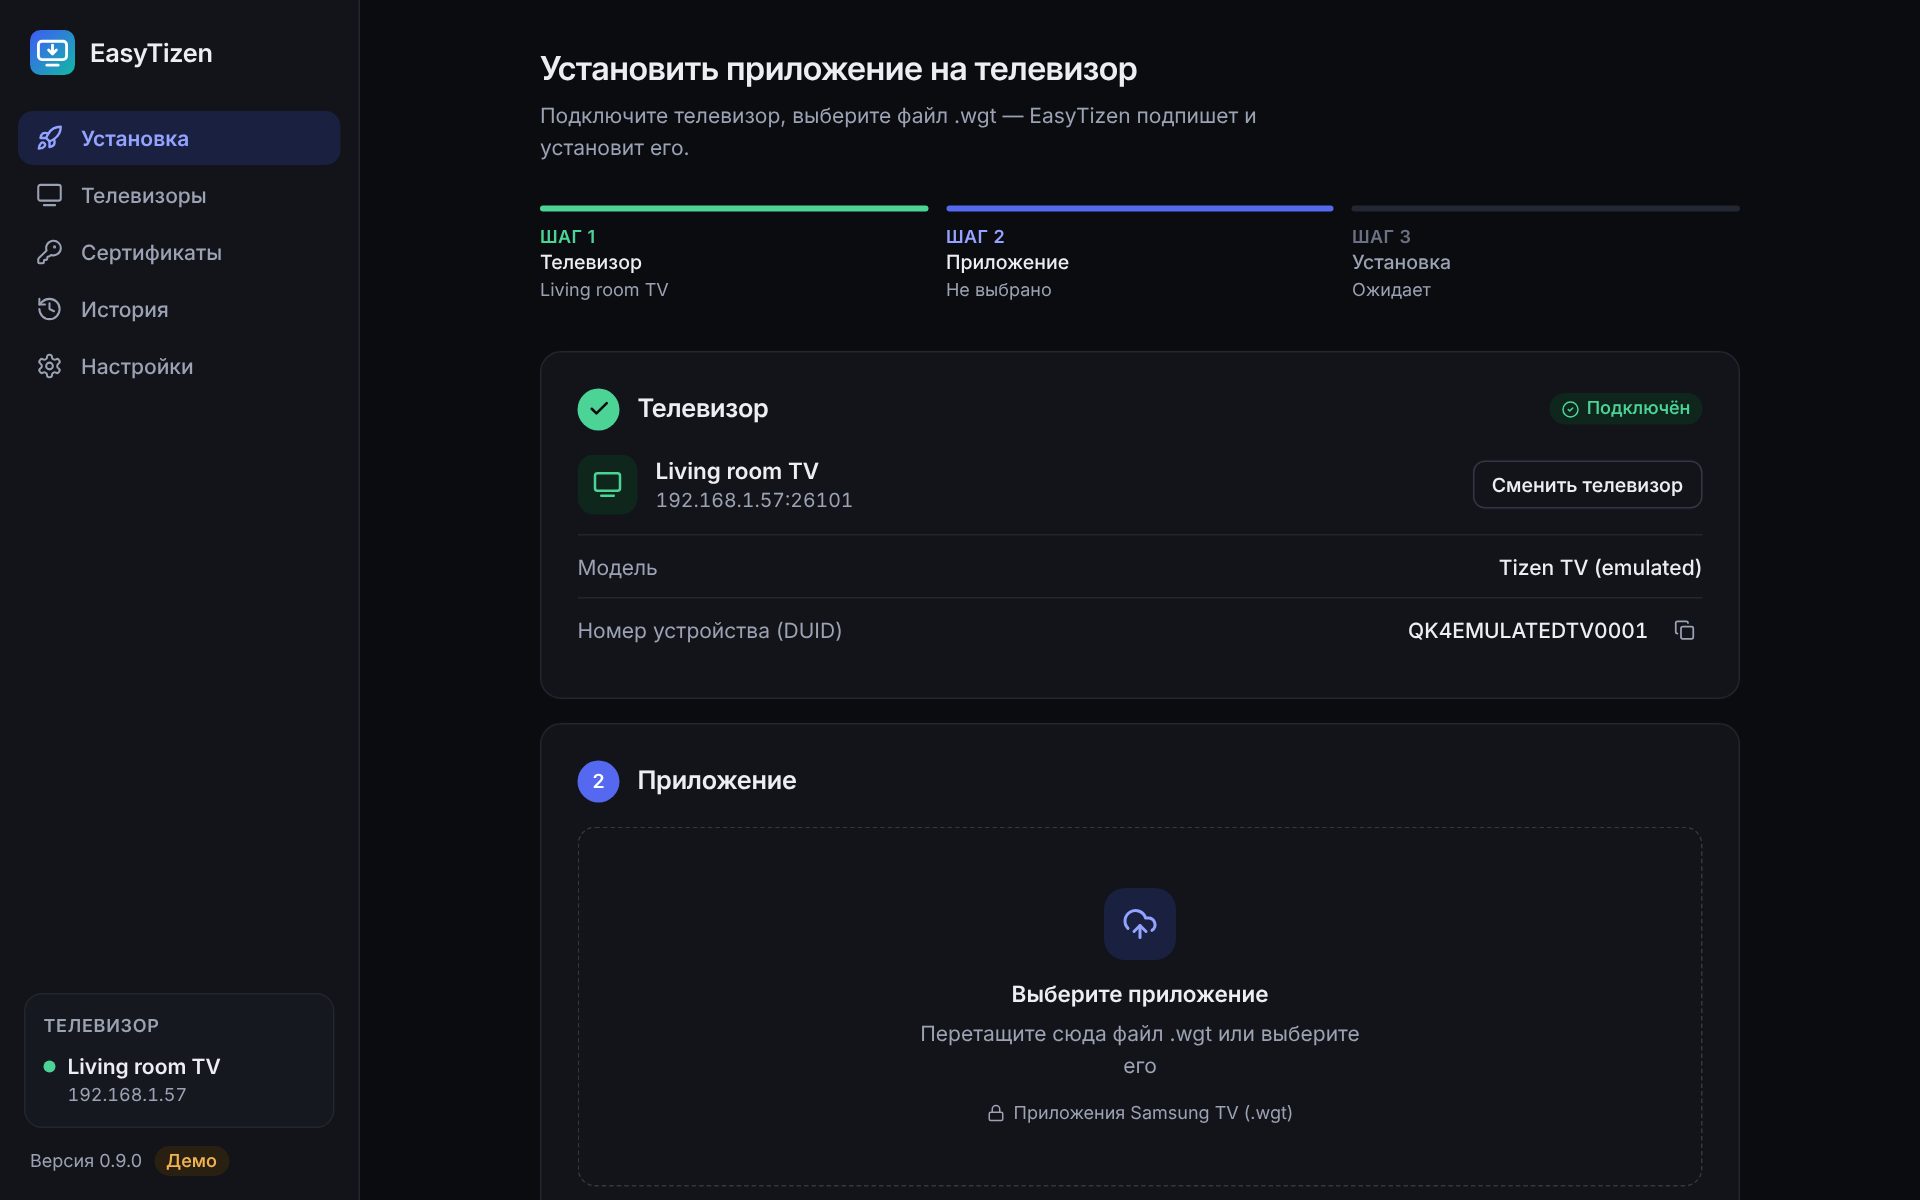 EasyTizen
Установка
Телевизоры
Сертификаты
История
Настройки
ТЕЛЕВИЗОР
Living room TV
192.168.1.57
Версия 0.9.0
Демо
Установить приложение на телевизор
Подключите телевизор, выберите файл .wgt — EasyTizen подпишет и
установит его.
ШАГ 1
Телевизор
Living room TV
ШАГ 2
Приложение
Не выбрано
ШАГ 3
Установка
Ожидает
Телевизор
Подключён
Living room TV
192.168.1.57:26101
Сменить телевизор
Модель
Tizen TV (emulated)
Номер устройства (DUID)
QK4EMULATEDTV0001
2
Приложение
Выберите приложение
Перетащите сюда файл .wgt или выберите
его
Приложения Samsung TV (.wgt)